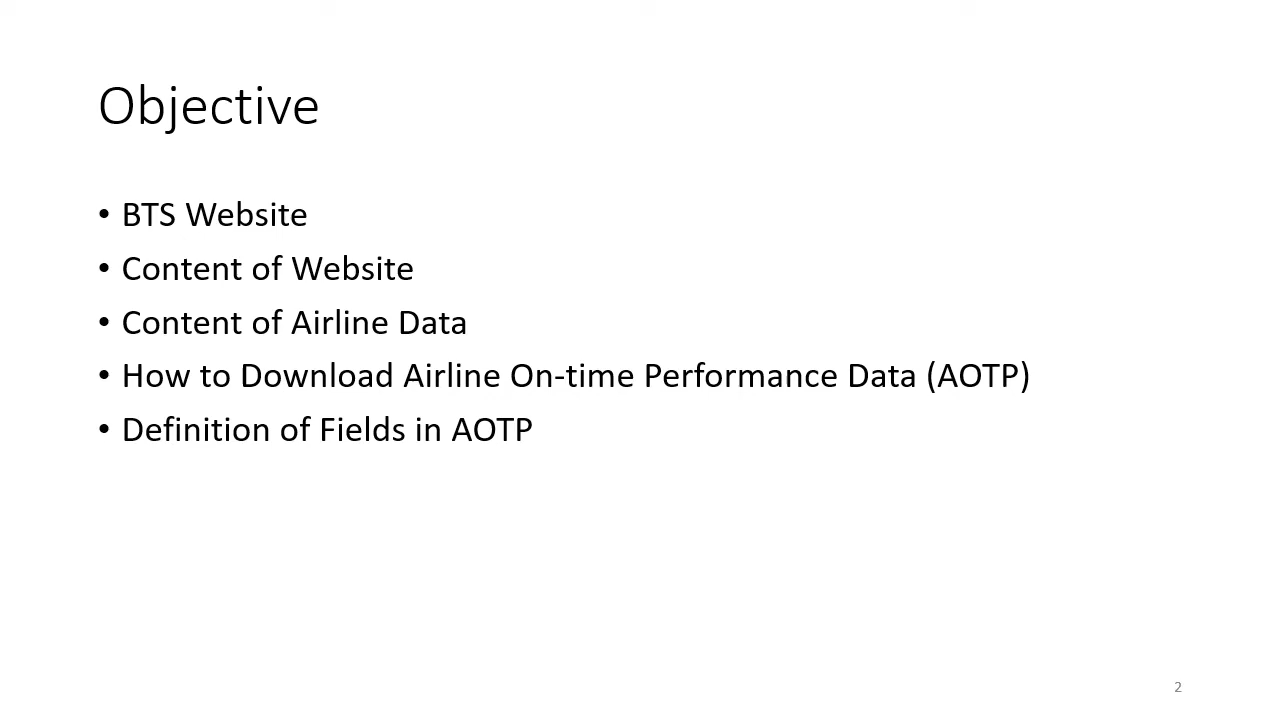 Objective
• BTS Website
• Content of Website
• Content of Airline Data
• How to Download Airline On-time Performance Data (AOTP)
• Definition of Fields in AOTP
2